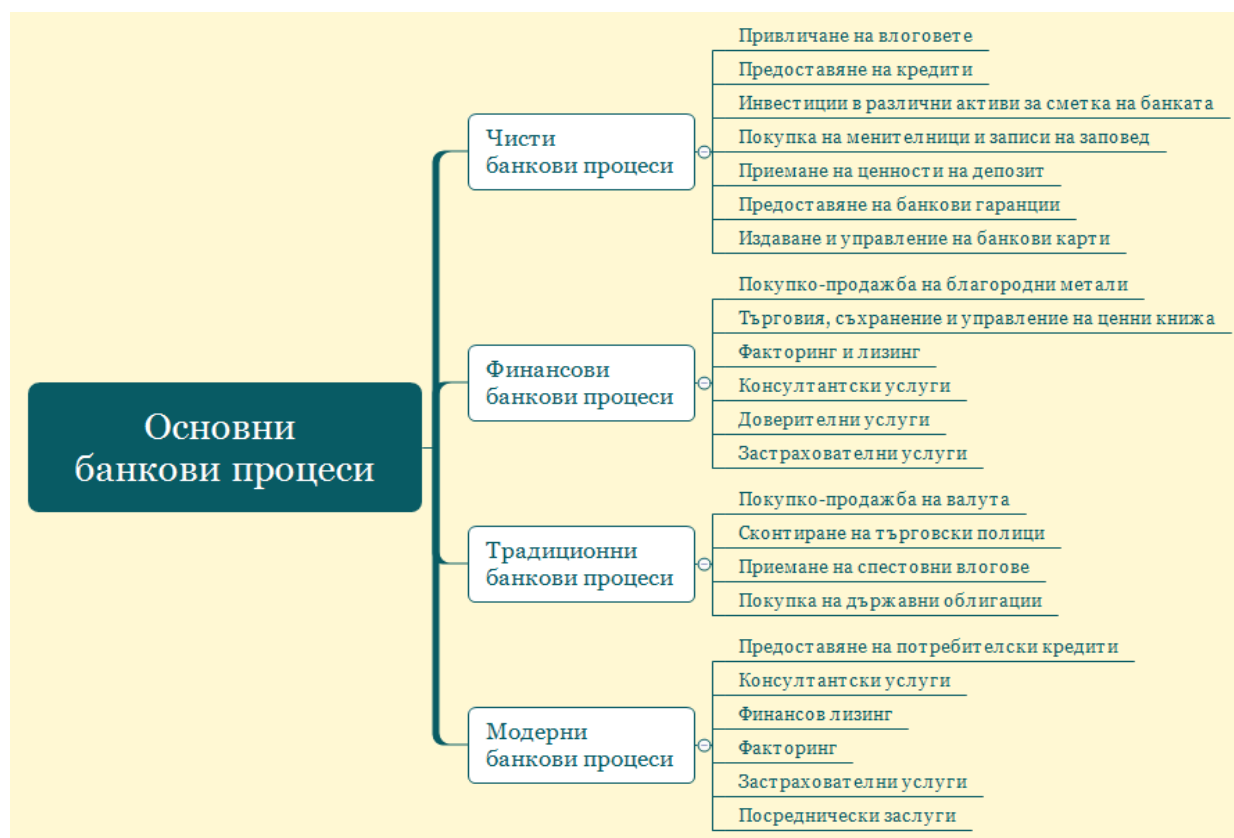 Основни
банкови процеси
Чисти
банкови процеси
Привличане на влоговете
Предоставяне на кредити
Инвестиции в различни активи за сметка на банката
Покупка на менителници и записи на заповед
Приемане на ценности на депозит
Предоставяне на банкови гаранции
Издаване и управление на банкови карти
Финансови
банкови процеси
Покупко-продажба на благородни метали
Търговия, съхранение и управление на ценни книжа
Факторинг и лизинг
Консултантски услуги
Доверителни услуги
Застрахователни услуги
Традиционни
банкови процеси
Покупко-продажба на валута
Сконтиране на търговски полици
Приемане на спестовни влогове
Покупка на държавни облигации
Модерни
банкови процеси
Предоставяне на потребителски кредити
Консултантски услуги
Финансов лизинг
Факторинг
Застрахователни услуги
Посреднически заслуги